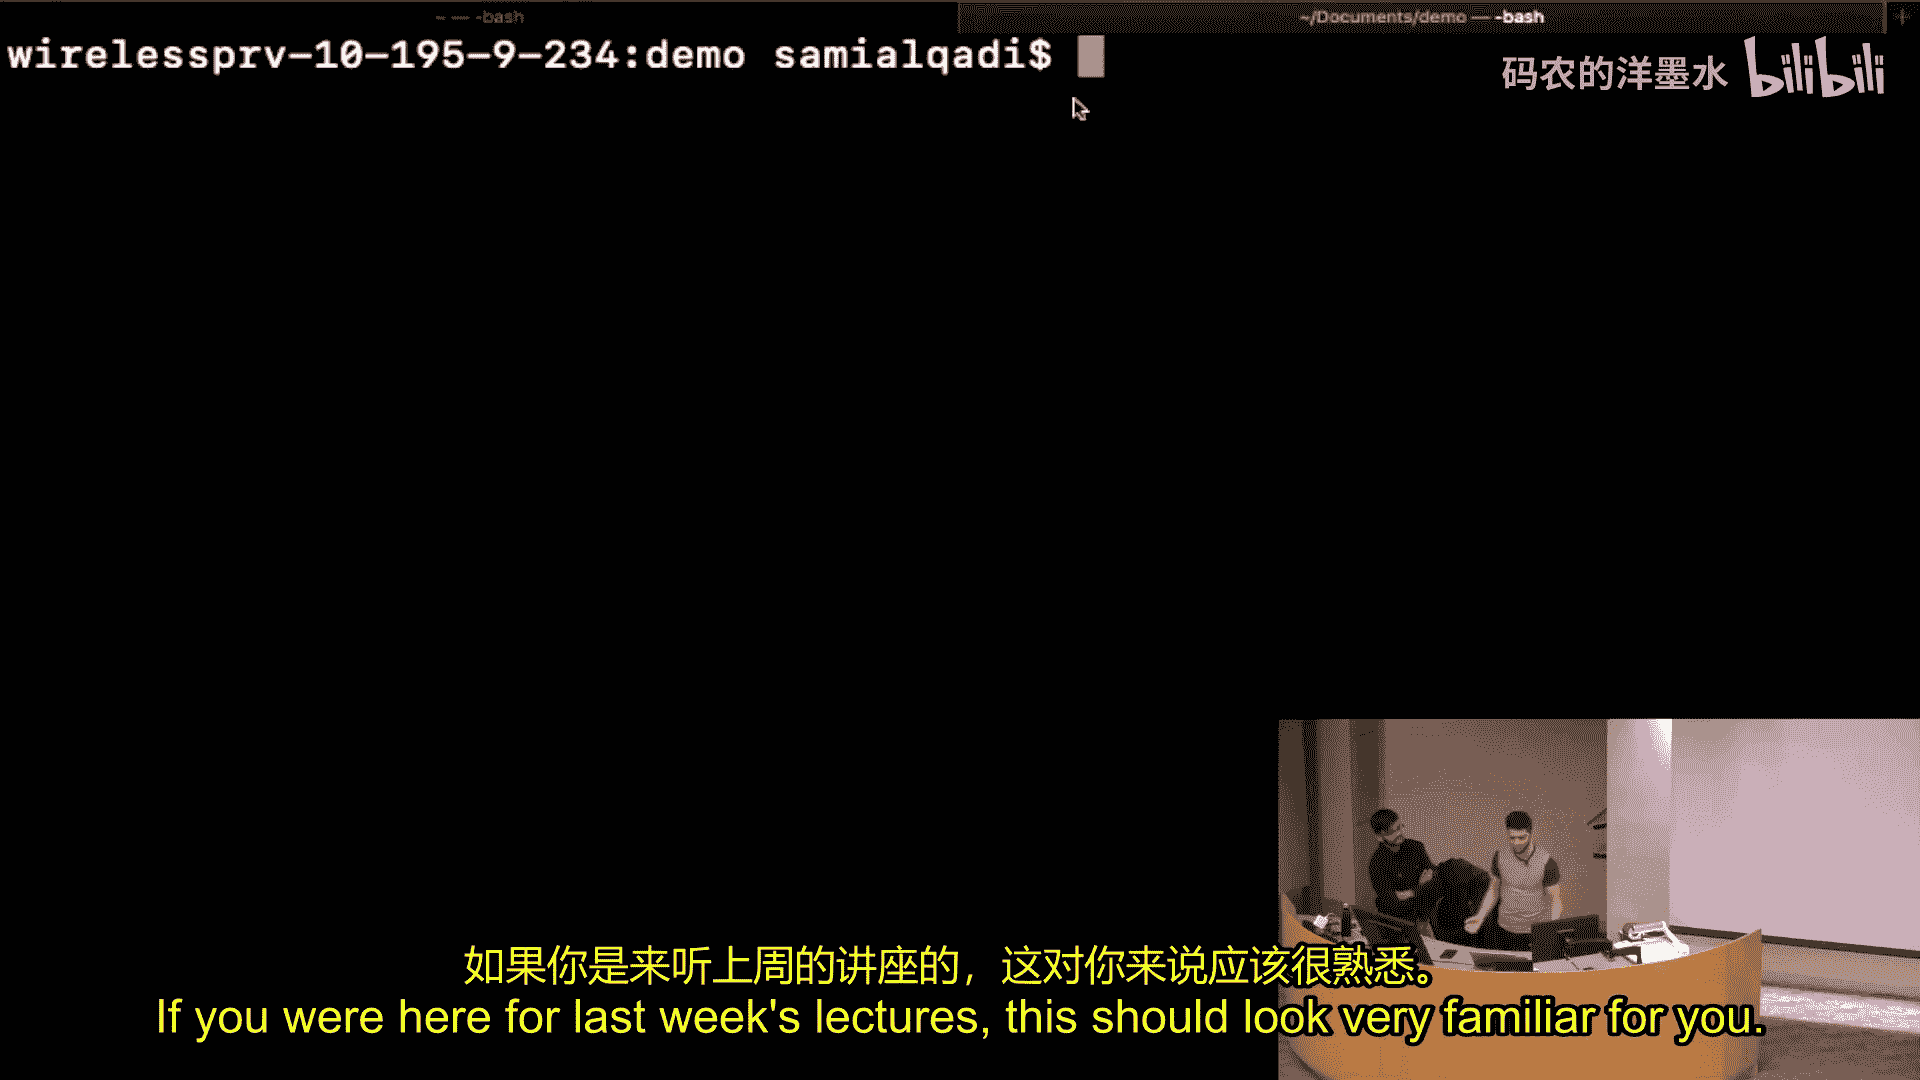 ~ — -bash
~/Documents/demo — -bash
wirelessprv-10-195-9-234:demo samialqadi$
码农的洋墨水 bilibili
如果你是来听上周的讲座的，这对你来说应该很熟悉。
If you were here for last week's lectures, this should look very familiar for you.